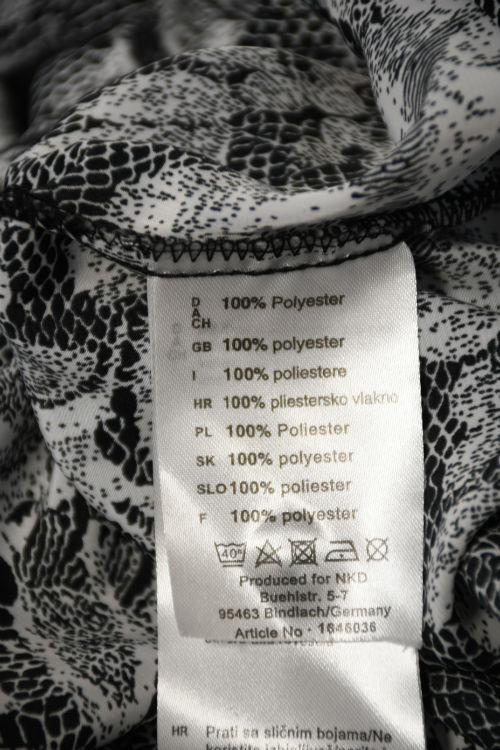 D A CH 100% Polyester
GB 100% polyester
I 100% poliestere
HR 100% pliestersko vlakno
PL 100% Poliester
SK 100% polyester
SLO 100% poliester
F 100% polyester
40°
Produced for NKD
Buehlstr. 5-7
95463 Bindlach/Germany
Article No · 1646036
HR Prati sa sličnim bojama/Ne